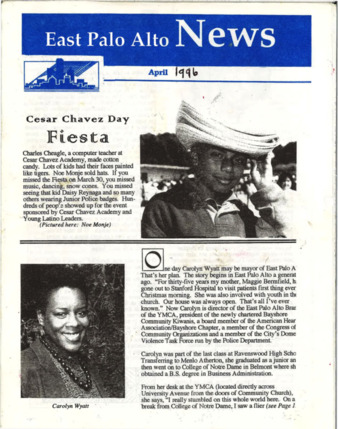 East Palo Alto News
April 1996
Cesar Chavez Day
Fiesta
Charles Cheagle, a computer teacher at
Cesar Chavez Academy, made cotton
candy. Lots of kids had their faces painted
like tigers. Noe Monje sold hats. If you
missed the Fiesta on March 30, you missed
music, dancing, snow cones. You missed
seeing that kid Daisy Reynaga and so many
others wearing Junior Police badges. Hun-
dreds of people showed up for the event
sponsored by Cesar Chavez Academy and
Young Latino Leaders.
(Pictured here: Noe Monje)
One day Carolyn Wyatt may be mayor of East Palo A
That's her plan. The story begins in East Palo Alto a generat
ago. "For thirty-five years my mother, Maggie Bernfield, h
gone out to Stanford Hospital to visit patients first thing ever
Christmas morning. She was also involved with youth in the
church. Our house was always open. That's all I've ever
known." Now Carolyn is director of the East Palo Alto Bra
of the YMCA, president of the newly chartered Bayshore
Community Kiwanis, a board member of the American Hear
Association/Bayshore Chapter, a member of the Congress of
Community Organizations and a member of the City's Dome
Violence Task Force run by the Police Department.
Carolyn was part of the last class at Ravenswood High Scho
Transferring to Menlo Atherton, she graduated a junior an
then went on to College of Notre Dame in Belmont where sh
obtained a B.S. degree in Business Administration.
From her desk at the YMCA (located directly across
University Avenue from the doors of Community Church),
she says, "I really stumbled on this whole world here. On a
break from College of Notre Dame, I saw a flier (see Page
Carolyn Wyatt